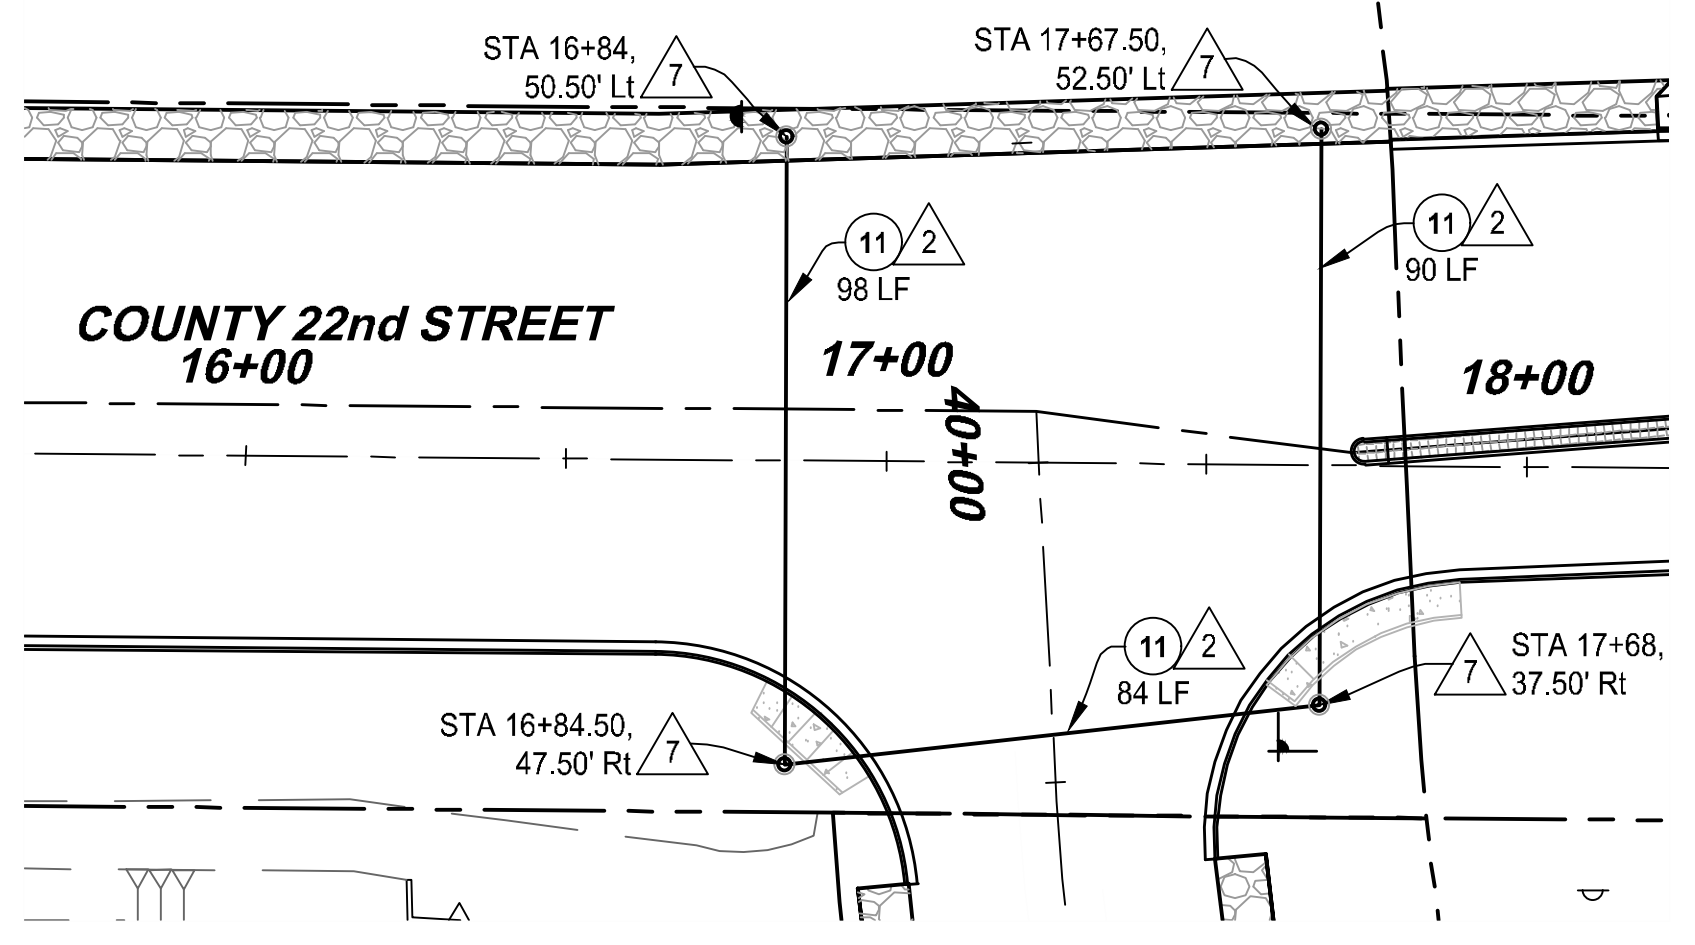 STA 16+84,
50.50' Lt
7
STA 17+67.50,
52.50' Lt
7
11
2
98 LF
11
2
90 LF
COUNTY 22nd STREET
16+00
17+00
18+00
40+00
11
2
84 LF
STA 17+68,
37.50' Rt
7
STA 16+84.50,
47.50' Rt
7